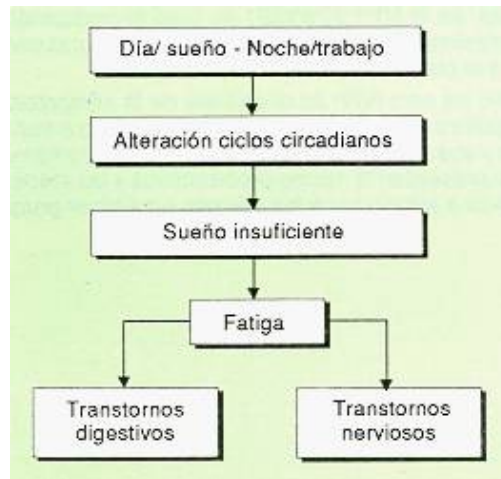 Día/ sueño - Noche/trabajo
Alteración ciclos circadianos
Sueño insuficiente
Fatiga
Transtornos
digestivos
Transtornos
nerviosos